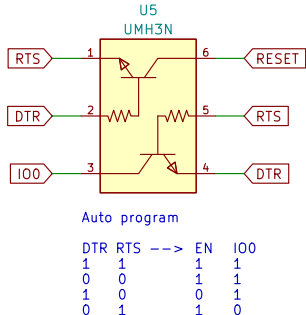 U5
UMH3N
RTS 1 6 RESET
DTR 2 5 RTS
IO0 3 4 DTR
Auto program
DTR RTS --> EN IO0
1 1 1 1
0 0 1 1
1 0 0 1
0 1 1 0